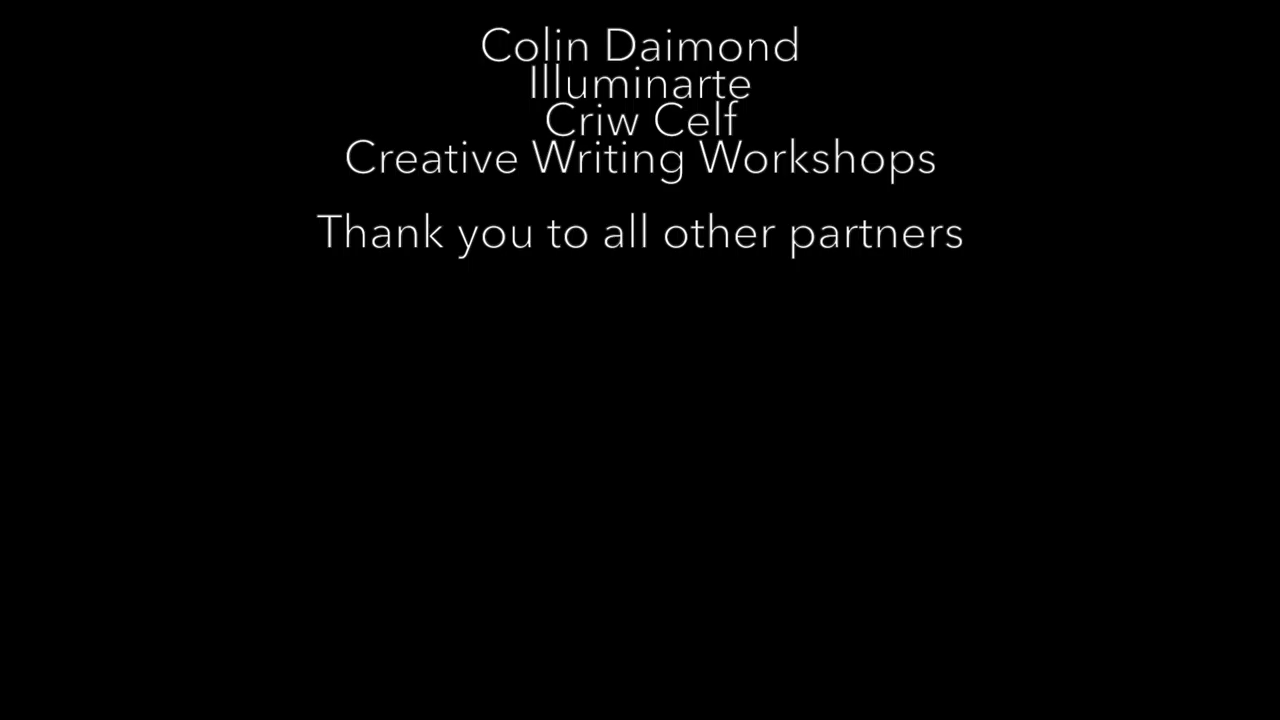 Colin Daimond
Illuminarte
Criw Celf
Creative Writing Workshops
Thank you to all other partners